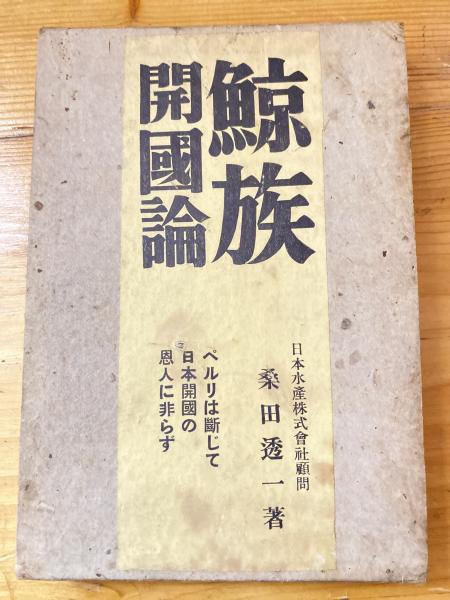 鯨族
開國論
日本水產株式會社顧問
桑田透一著
ペルリは斷じて
日本開國の
恩人に非らず